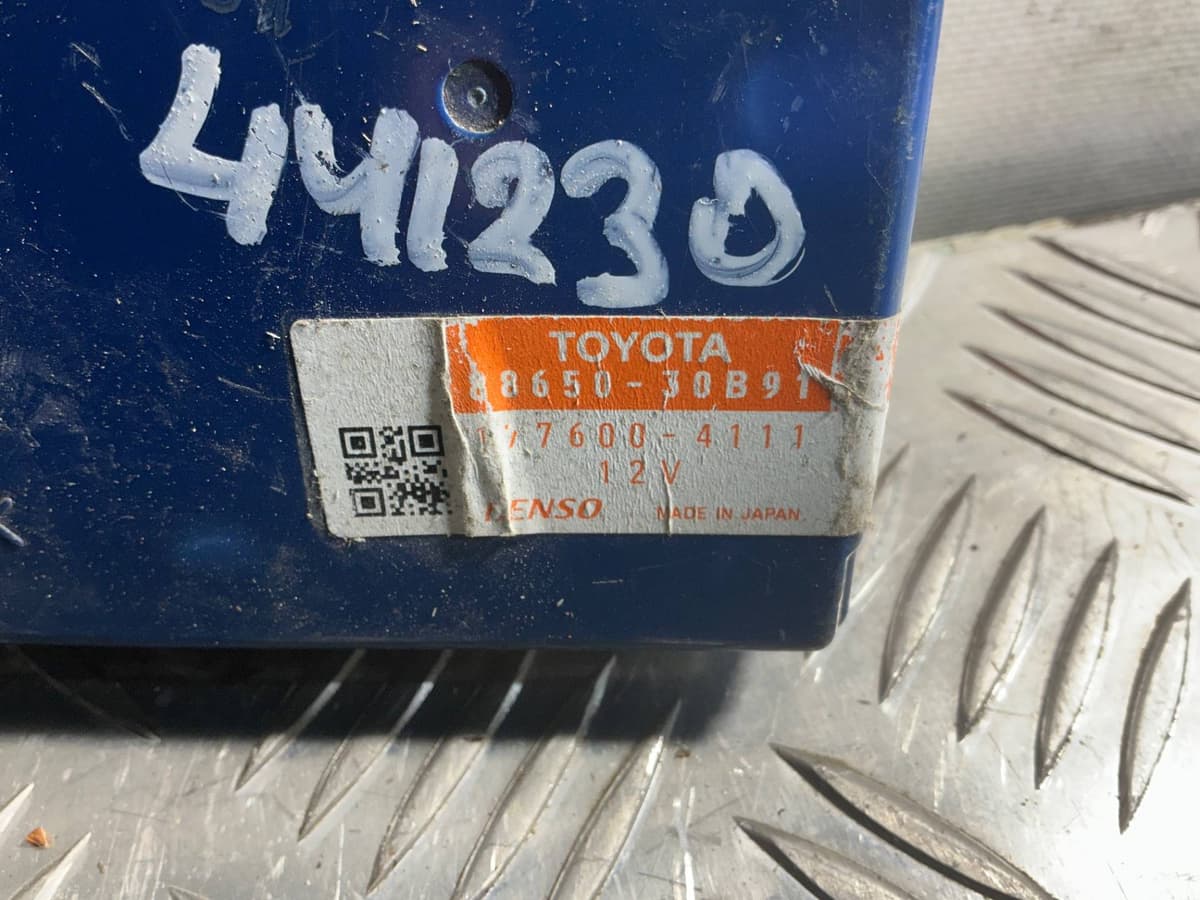 441230
TOYOTA
88650-30B91
177600-4111
12V
DENSO MADE IN JAPAN